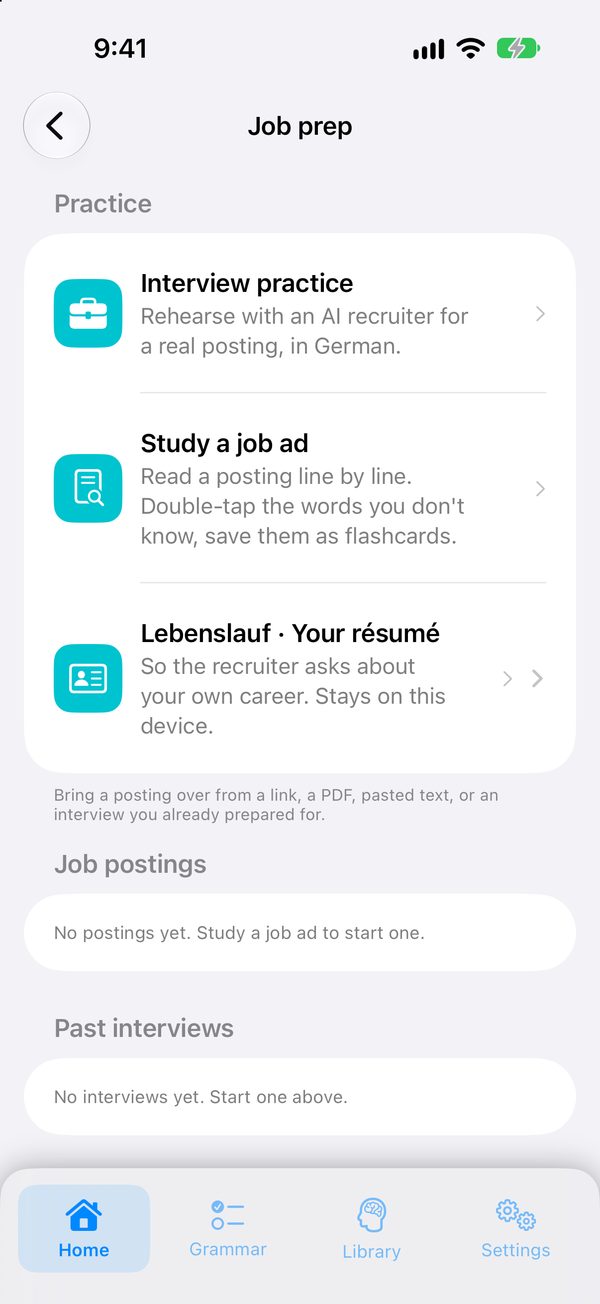 9:41
Job prep
Practice
Interview practice
Rehearse with an AI recruiter for
a real posting, in German.
Study a job ad
Read a posting line by line.
Double-tap the words you don't
know, save them as flashcards.
Lebenslauf · Your résumé
So the recruiter asks about
your own career. Stays on this
device.
Bring a posting over from a link, a PDF, pasted text, or an
interview you already prepared for.
Job postings
No postings yet. Study a job ad to start one.
Past interviews
No interviews yet. Start one above.
Home
Grammar
Library
Settings